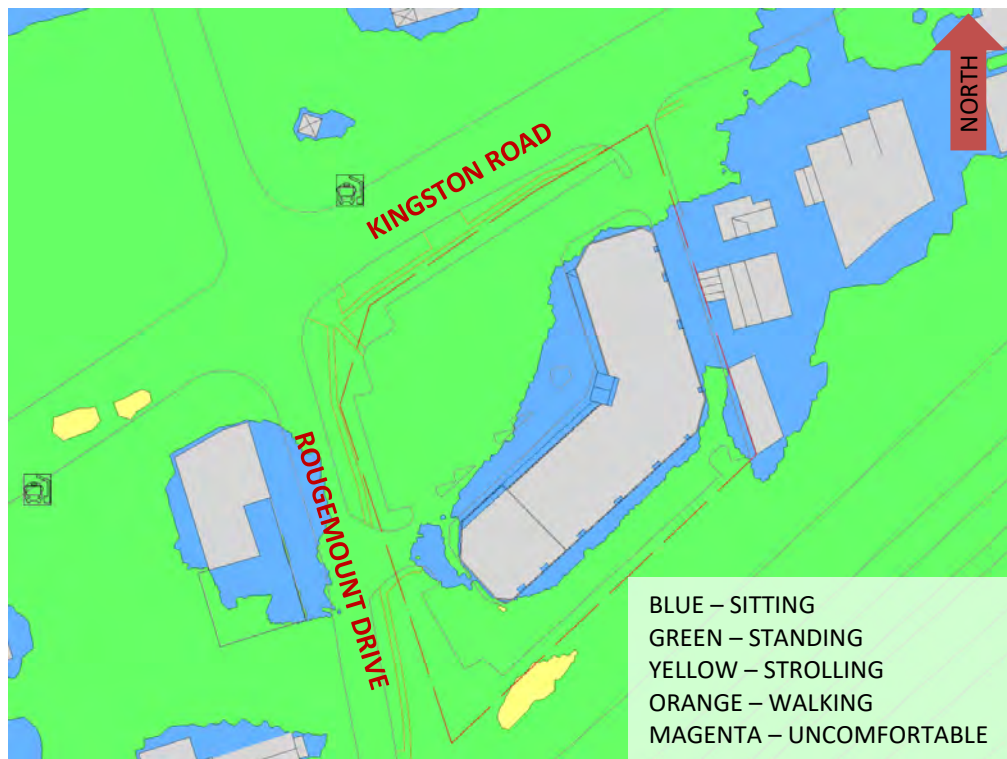 NORTH
KINGSTON ROAD
ROUGEMOUNT DRIVE
BLUE – SITTING
GREEN – STANDING
YELLOW – STROLLING
ORANGE – WALKING
MAGENTA – UNCOMFORTABLE